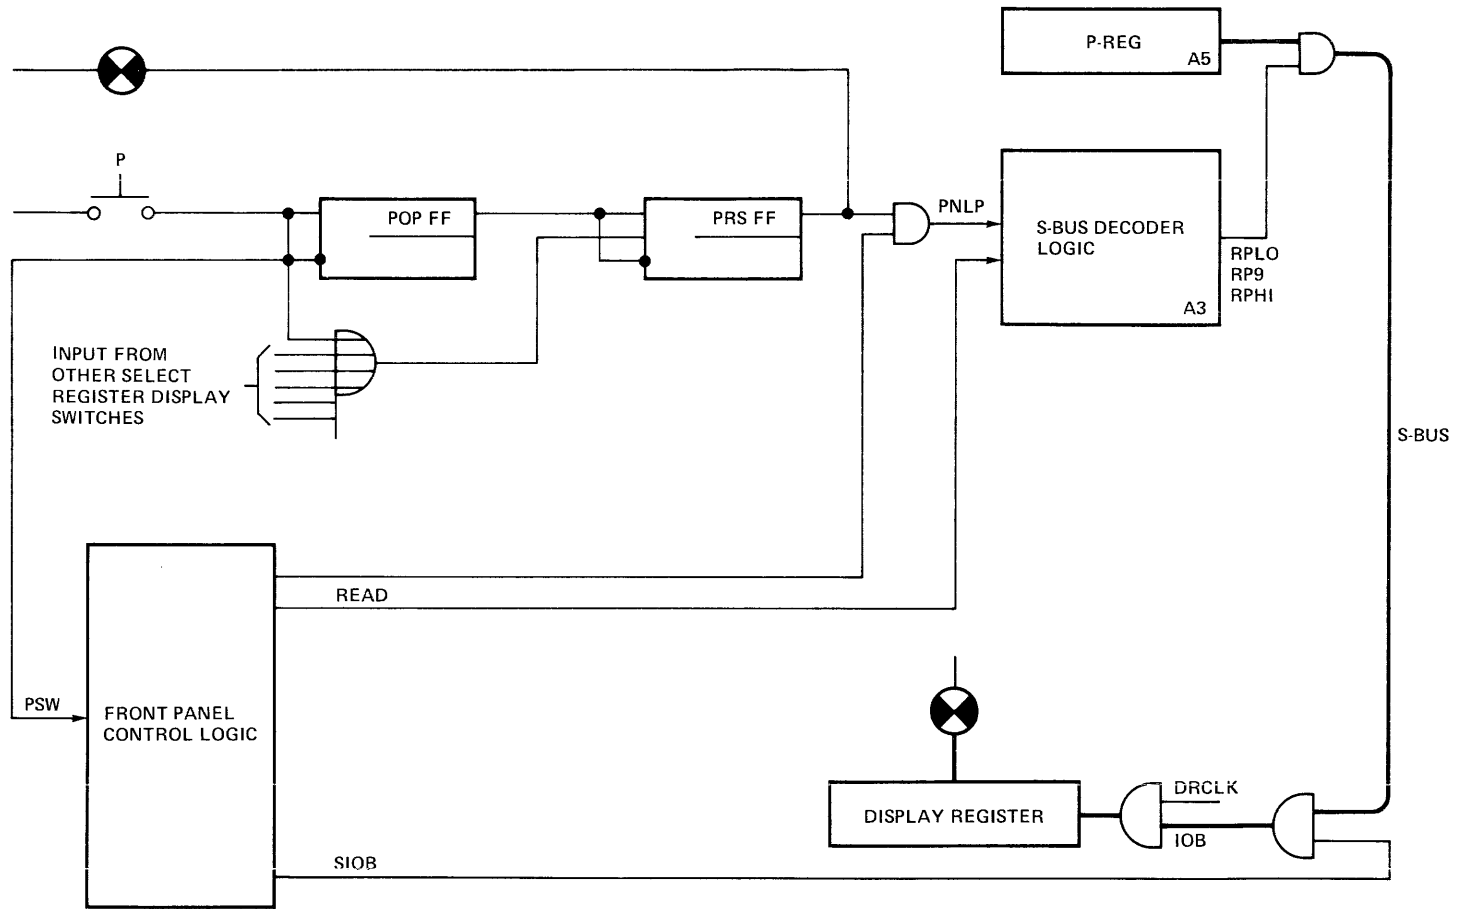 P-REG
A5
P
POP FF
PRS FF
PNLP
S-BUS DECODER
LOGIC
A3
RPLO
RP9
RPHI
INPUT FROM
OTHER SELECT
REGISTER DISPLAY
SWITCHES
S-BUS
READ
PSW
FRONT PANEL
CONTROL LOGIC
DISPLAY REGISTER
DRCLK
IOB
SIOB